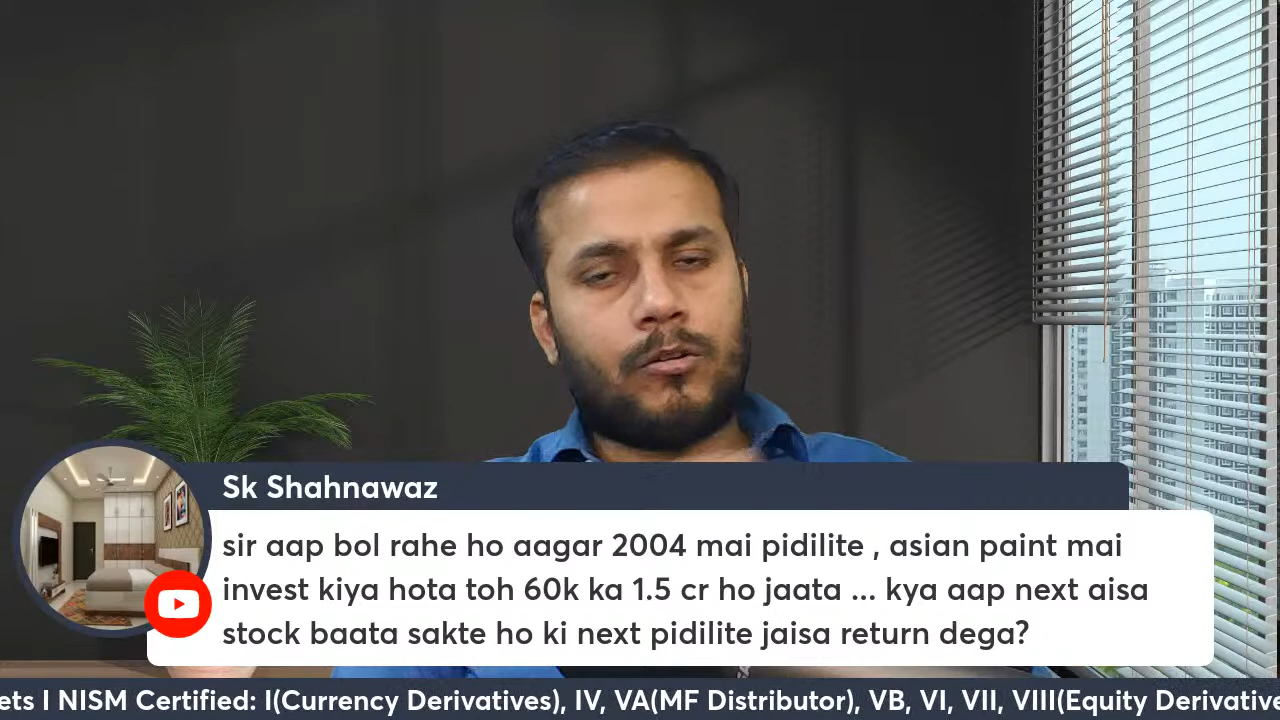 Sk Shahnawaz
sir aap bol rahe ho aagar 2004 mai pidilite , asian paint mai
invest kiya hota toh 60k ka 1.5 cr ho jaata ... kya aap next aisa
stock baata sakte ho ki next pidilite jaisa return dega?
ets I NISM Certified: I(Currency Derivatives), IV, VA(MF Distributor), VB, VI, VII, VIII(Equity Derivative